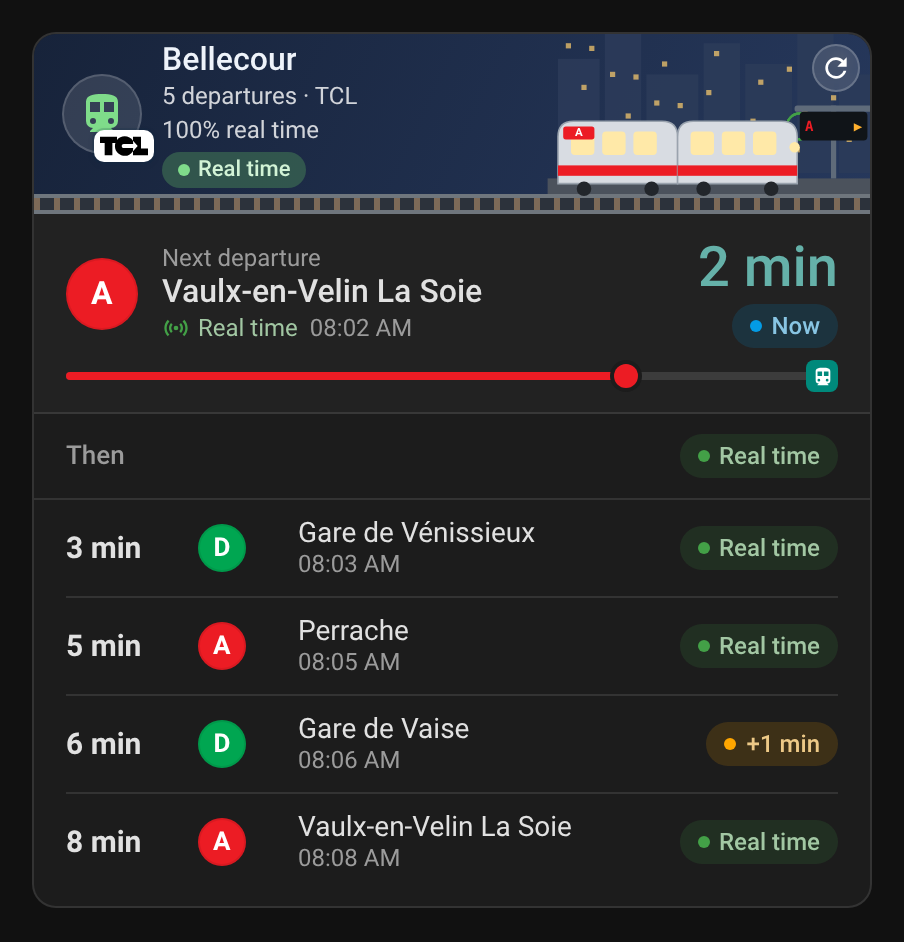 Bellecour
5 departures · TCL
100% real time
TCL
Real time
A
A
Next departure
A
Vaulx-en-Velin La Soie
2 min
Real time 08:02 AM
Now
Then
Real time
3 min
D
Gare de Vénissieux
08:03 AM
Real time
5 min
A
Perrache
08:05 AM
Real time
6 min
D
Gare de Vaise
08:06 AM
+1 min
8 min
A
Vaulx-en-Velin La Soie
08:08 AM
Real time